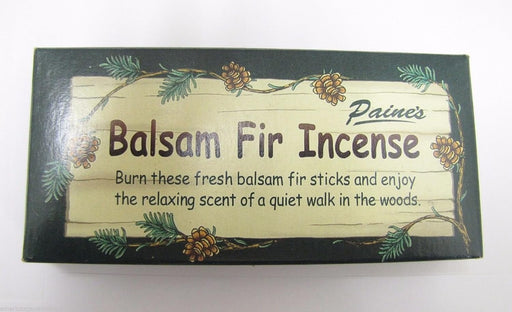 Paine's
Balsam Fir Incense
Burn these fresh balsam fir sticks and enjoy
the relaxing scent of a quiet walk in the woods.